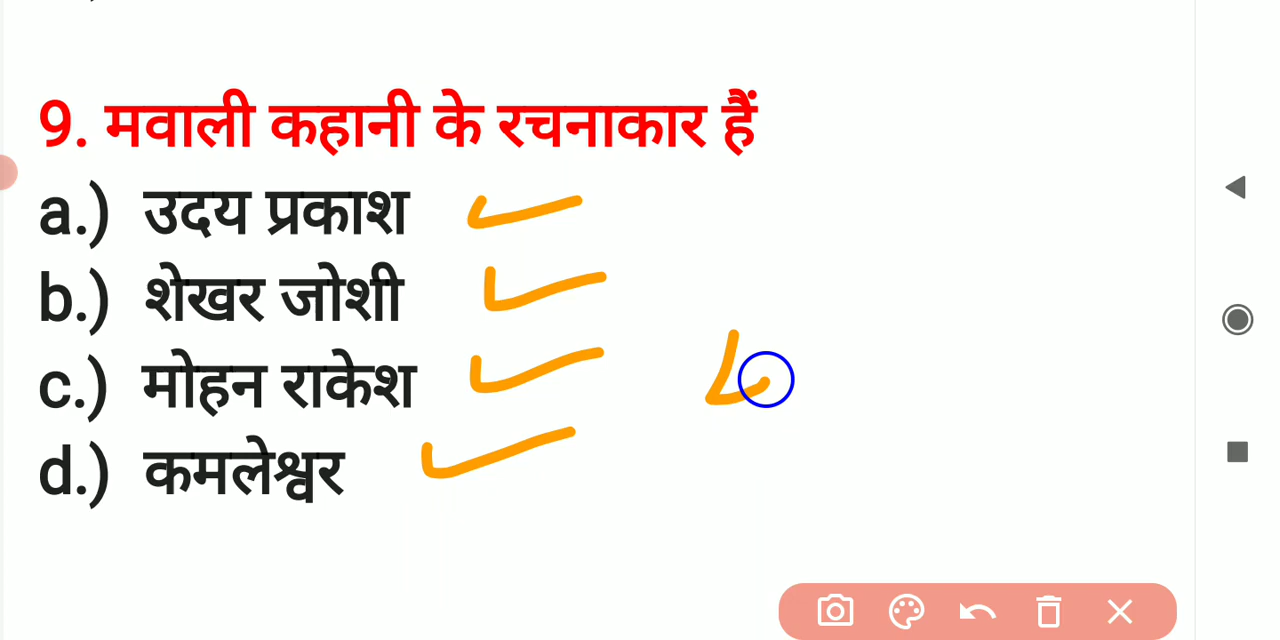 9. मवाली कहानी के रचनाकार हैं
a.) उदय प्रकाश
b.) शेखर जोशी
c.) मोहन राकेश
d.) कमलेश्वर